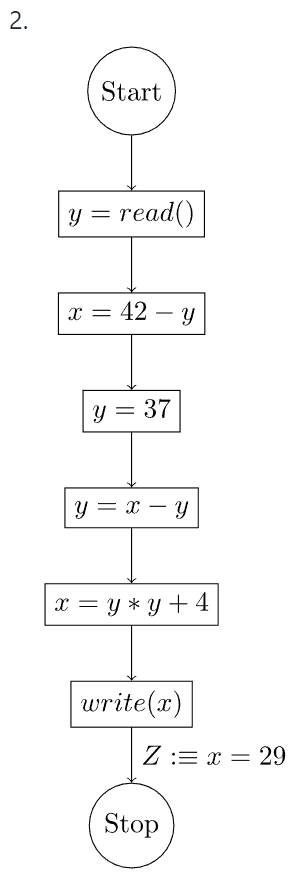 2.
Start
y = read()
x = 42 − y
y = 37
y = x − y
x = y ∗ y + 4
write(x)
Z :≡ x = 29
Stop